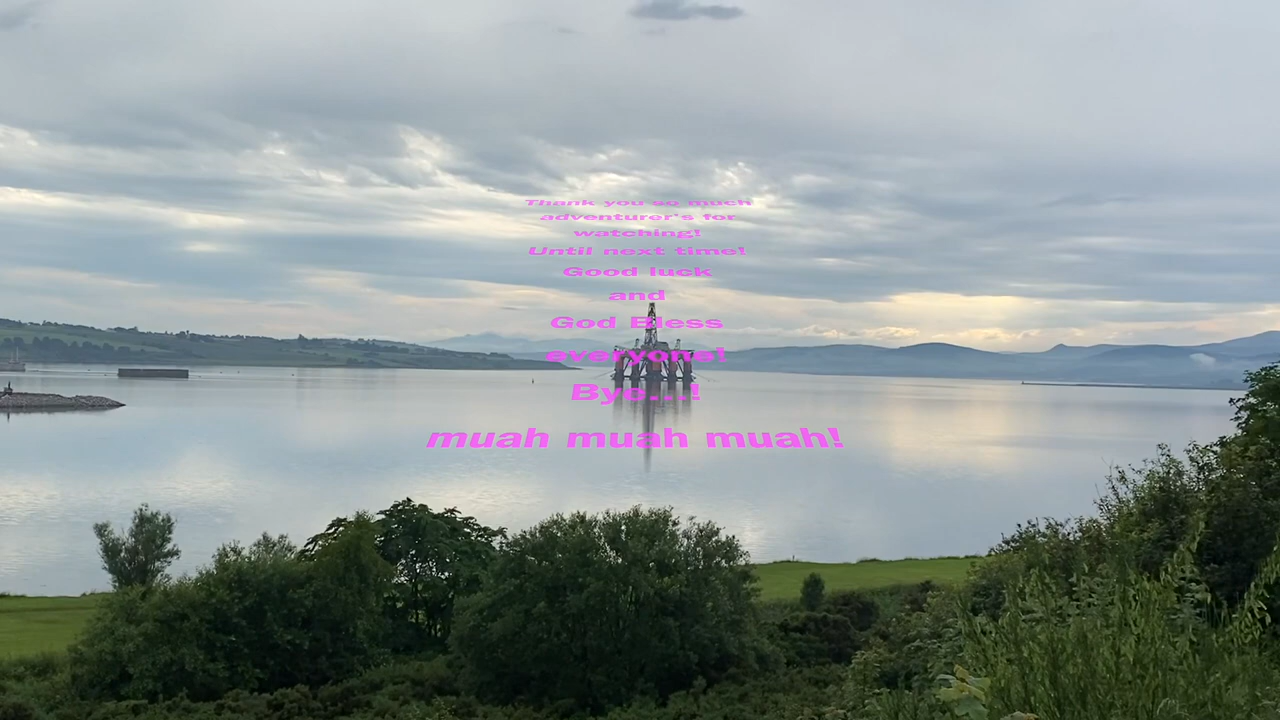 Thank you so much
adventurer's for
watching!
Until next time!
Good luck
and
God Bless
everyone!
Bye...!
muah muah muah!